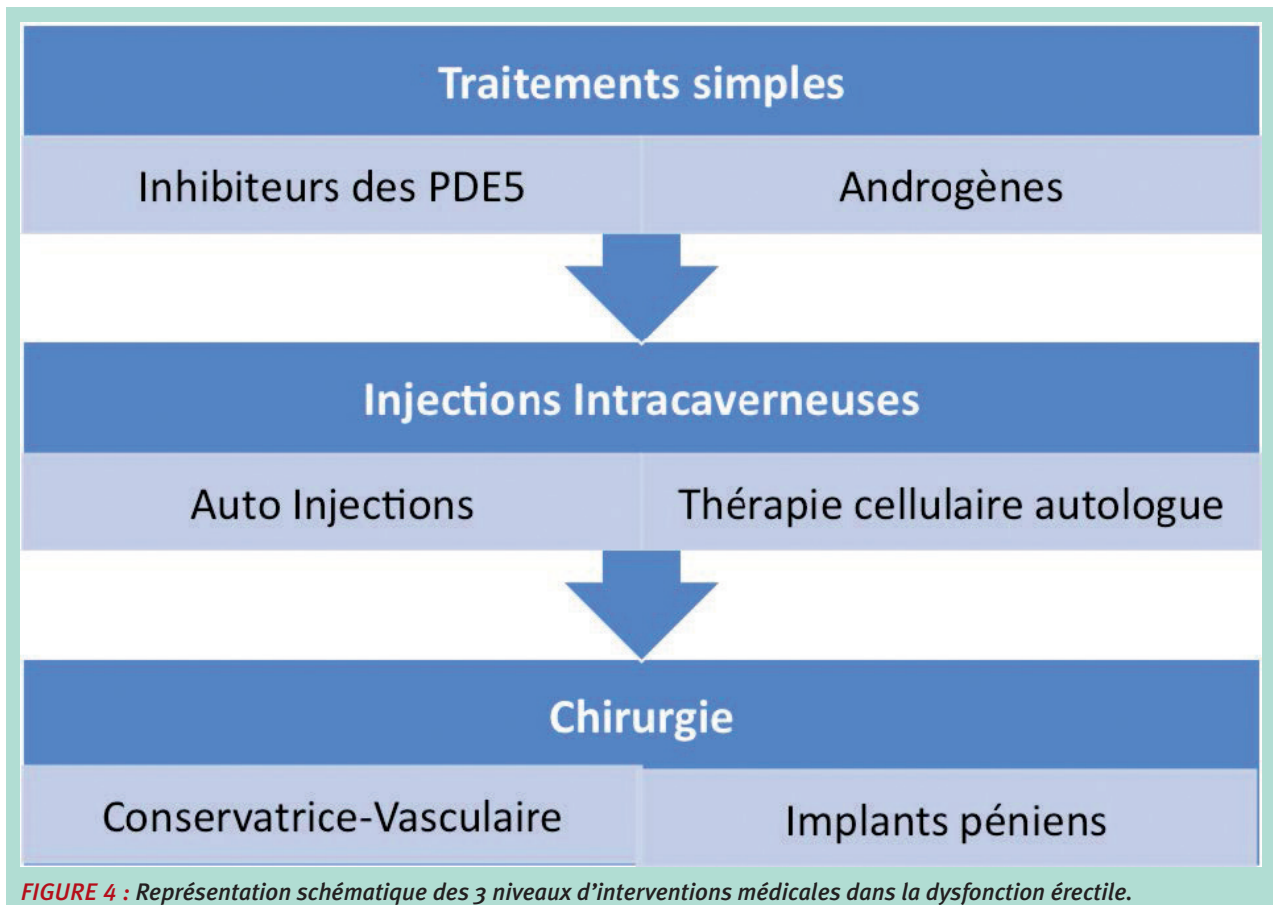 Traitements simples
Inhibiteurs des PDE5
Androgènes
Injections Intracaverneuses
Auto Injections
Thérapie cellulaire autologue
Chirurgie
Conservatrice-Vasculaire
Implants péniens
FIGURE 4 : Représentation schématique des 3 niveaux d'interventions médicales dans la dysfonction érectile.